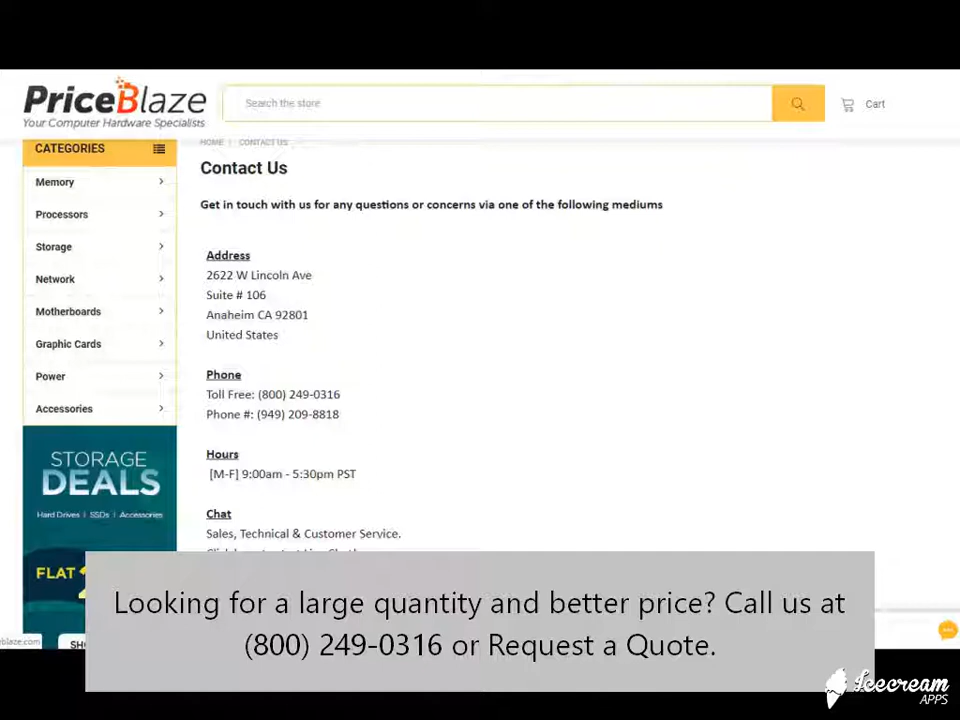 PriceBlaze
Your Computer Hardware Specialists
Search the store
Cart
HOME | CONTACT US
CATEGORIES
Memory
Processors
Storage
Network
Motherboards
Graphic Cards
Power
Accessories
STORAGE
DEALS
Hard Drives | SSDs | Accessories
FLAT
Contact Us
Get in touch with us for any questions or concerns via one of the following mediums
Address
2622 W Lincoln Ave
Suite # 106
Anaheim CA 92801
United States
Phone
Toll Free: (800) 249-0316
Phone #: (949) 209-8818
Hours
[M-F] 9:00am - 5:30pm PST
Chat
Sales, Technical & Customer Service.
Looking for a large quantity and better price? Call us at
(800) 249-0316 or Request a Quote.
Icecream
APPS